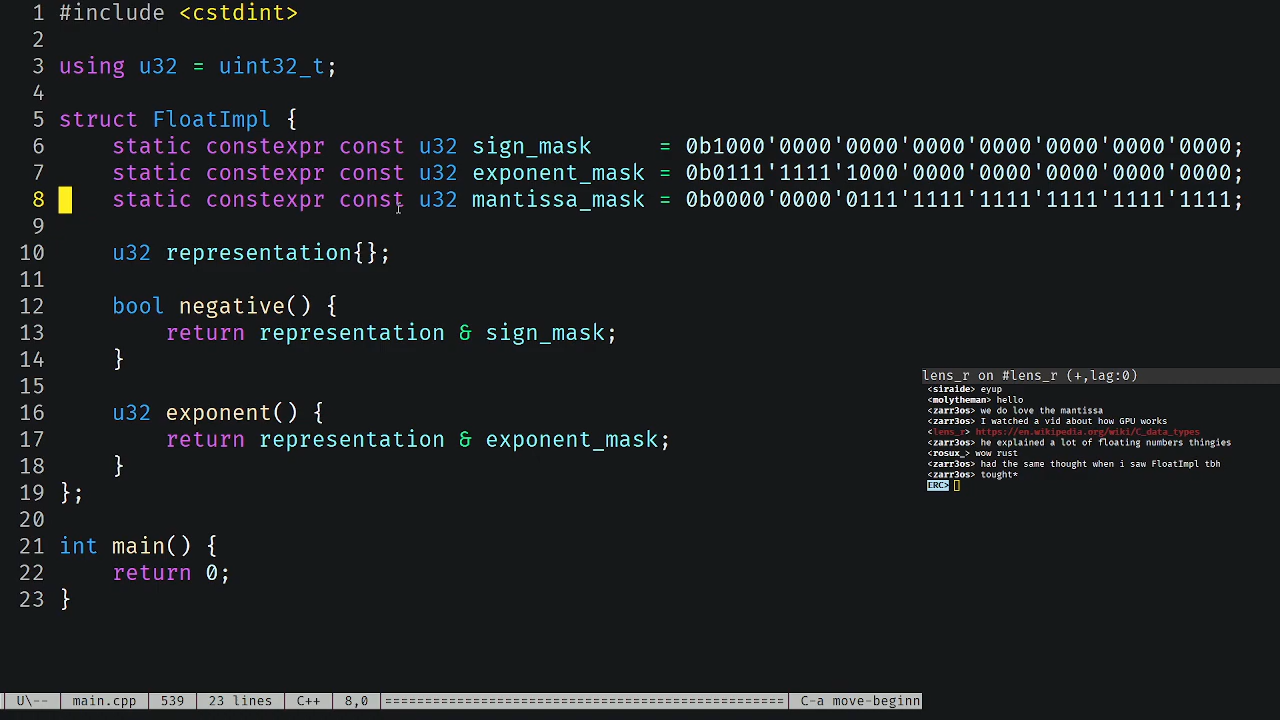 1 #include <cstdint>
2
3 using u32 = uint32_t;
4
5 struct FloatImpl {
6     static constexpr const u32 sign_mask     = 0b1000'0000'0000'0000'0000'0000'0000'0000;
7     static constexpr const u32 exponent_mask = 0b0111'1111'1000'0000'0000'0000'0000'0000;
8     static constexpr const u32 mantissa_mask = 0b0000'0000'0111'1111'1111'1111'1111'1111;
9
10     u32 representation{};
11
12     bool negative() {
13         return representation & sign_mask;
14     }
15
16     u32 exponent() {
17         return representation & exponent_mask;
18     }
19 };
20
21 int main() {
22     return 0;
23 }
lens_r on #lens_r (+,lag:0)
<siraide> eyup
<molytheman> hello
<zarr3os> we do love the mantissa
<zarr3os> I watched a vid about how GPU works
<lens_r> https://en.wikipedia.org/wiki/C_data_types
<zarr3os> he explained a lot of floating numbers thingies
<rosux_> wow rust
<zarr3os> had the same thought when i saw FloatImpl tbh
<zarr3os> tought*
ERC>
U\-- main.cpp 539 23 lines C++ 8,0 ==================================================== C-a move-beginn